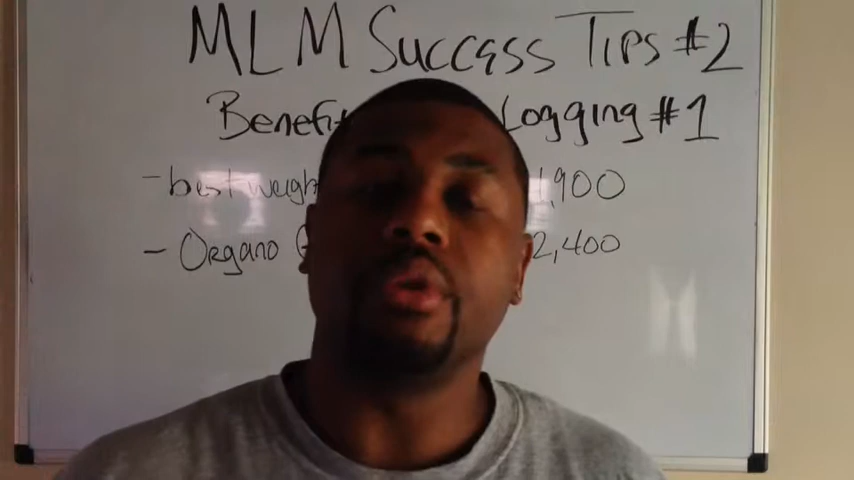 MLM Success Tips #2
Benefit Logging #1
- best weigh 1,900
- Organo 2,400